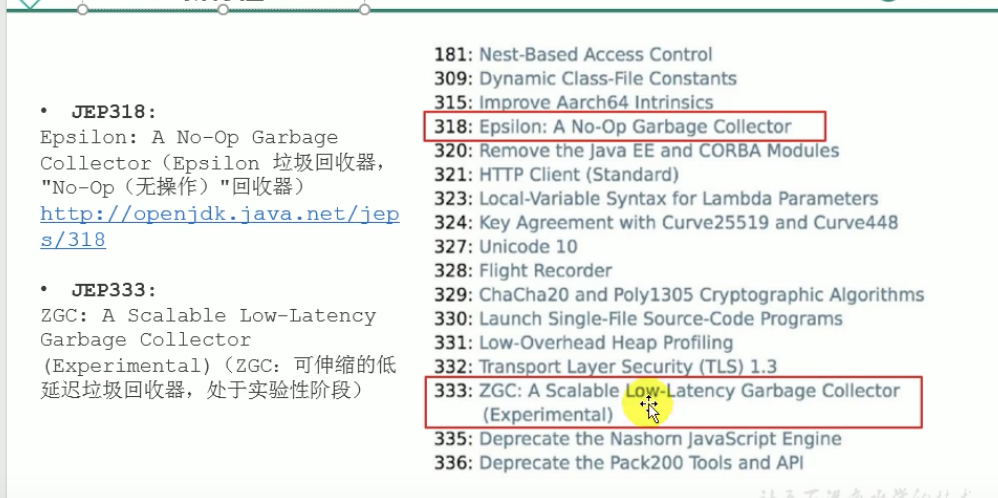 • JEP318:
Epsilon: A No-Op Garbage
Collector（Epsilon 垃圾回收器，
"No-Op（无操作）"回收器）
http://openjdk.java.net/jep
s/318
• JEP333:
ZGC: A Scalable Low-Latency
Garbage Collector
(Experimental)（ZGC：可伸缩的低
延迟垃圾回收器，处于实验性阶段）
181: Nest-Based Access Control
309: Dynamic Class-File Constants
315: Improve Aarch64 Intrinsics
318: Epsilon: A No-Op Garbage Collector
320: Remove the Java EE and CORBA Modules
321: HTTP Client (Standard)
323: Local-Variable Syntax for Lambda Parameters
324: Key Agreement with Curve25519 and Curve448
327: Unicode 10
328: Flight Recorder
329: ChaCha20 and Poly1305 Cryptographic Algorithms
330: Launch Single-File Source-Code Programs
331: Low-Overhead Heap Profiling
332: Transport Layer Security (TLS) 1.3
333: ZGC: A Scalable Low-Latency Garbage Collector
(Experimental)
335: Deprecate the Nashorn JavaScript Engine
336: Deprecate the Pack200 Tools and API